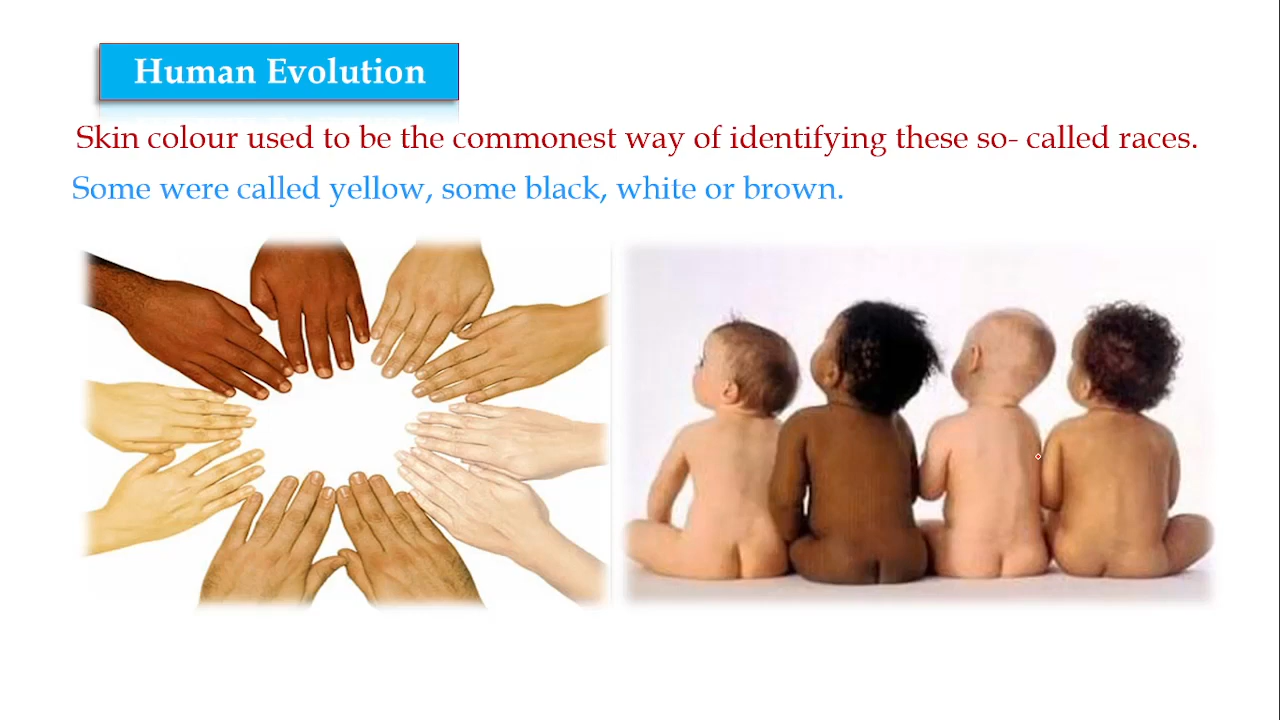 Human Evolution
Skin colour used to be the commonest way of identifying these so- called races.
Some were called yellow, some black, white or brown.